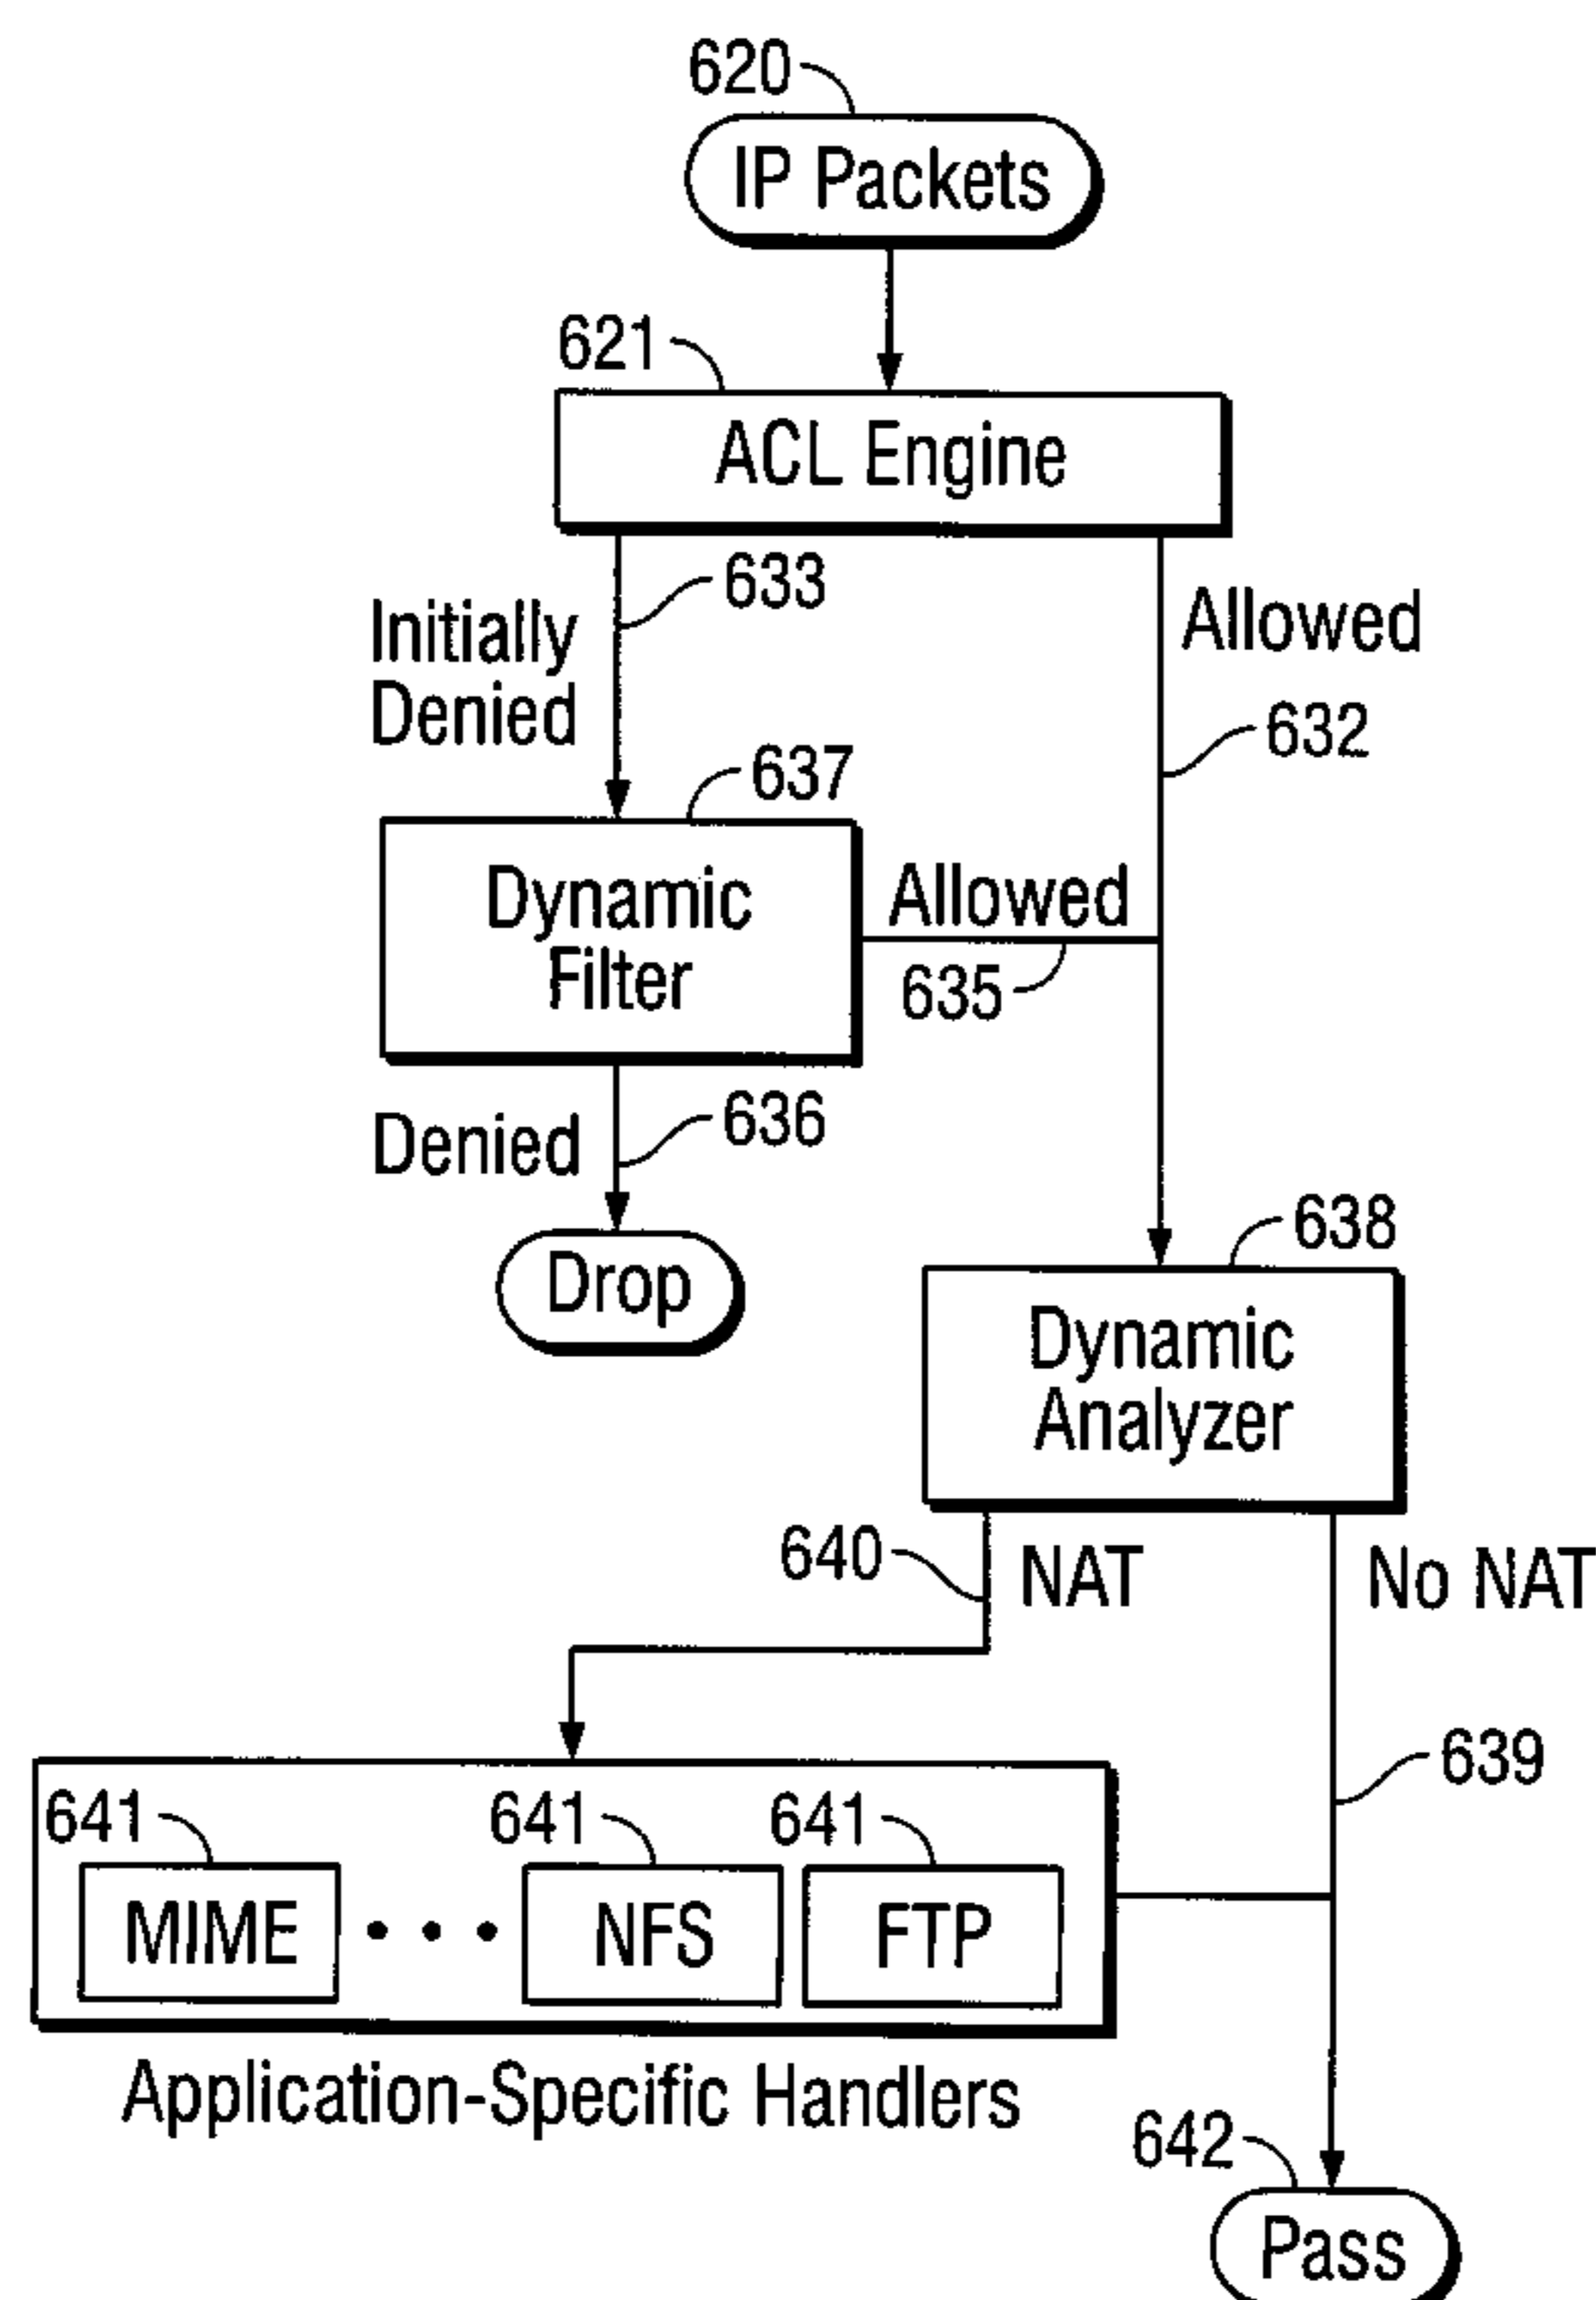 620
IP Packets
621
ACL Engine
633
Initially
Denied
Allowed
632
637
Dynamic
Filter
Allowed
635
Denied
636
Drop
638
Dynamic
Analyzer
640
NAT
No NAT
639
641
641
641
MIME
• • •
NFS
FTP
Application-Specific Handlers
642
Pass